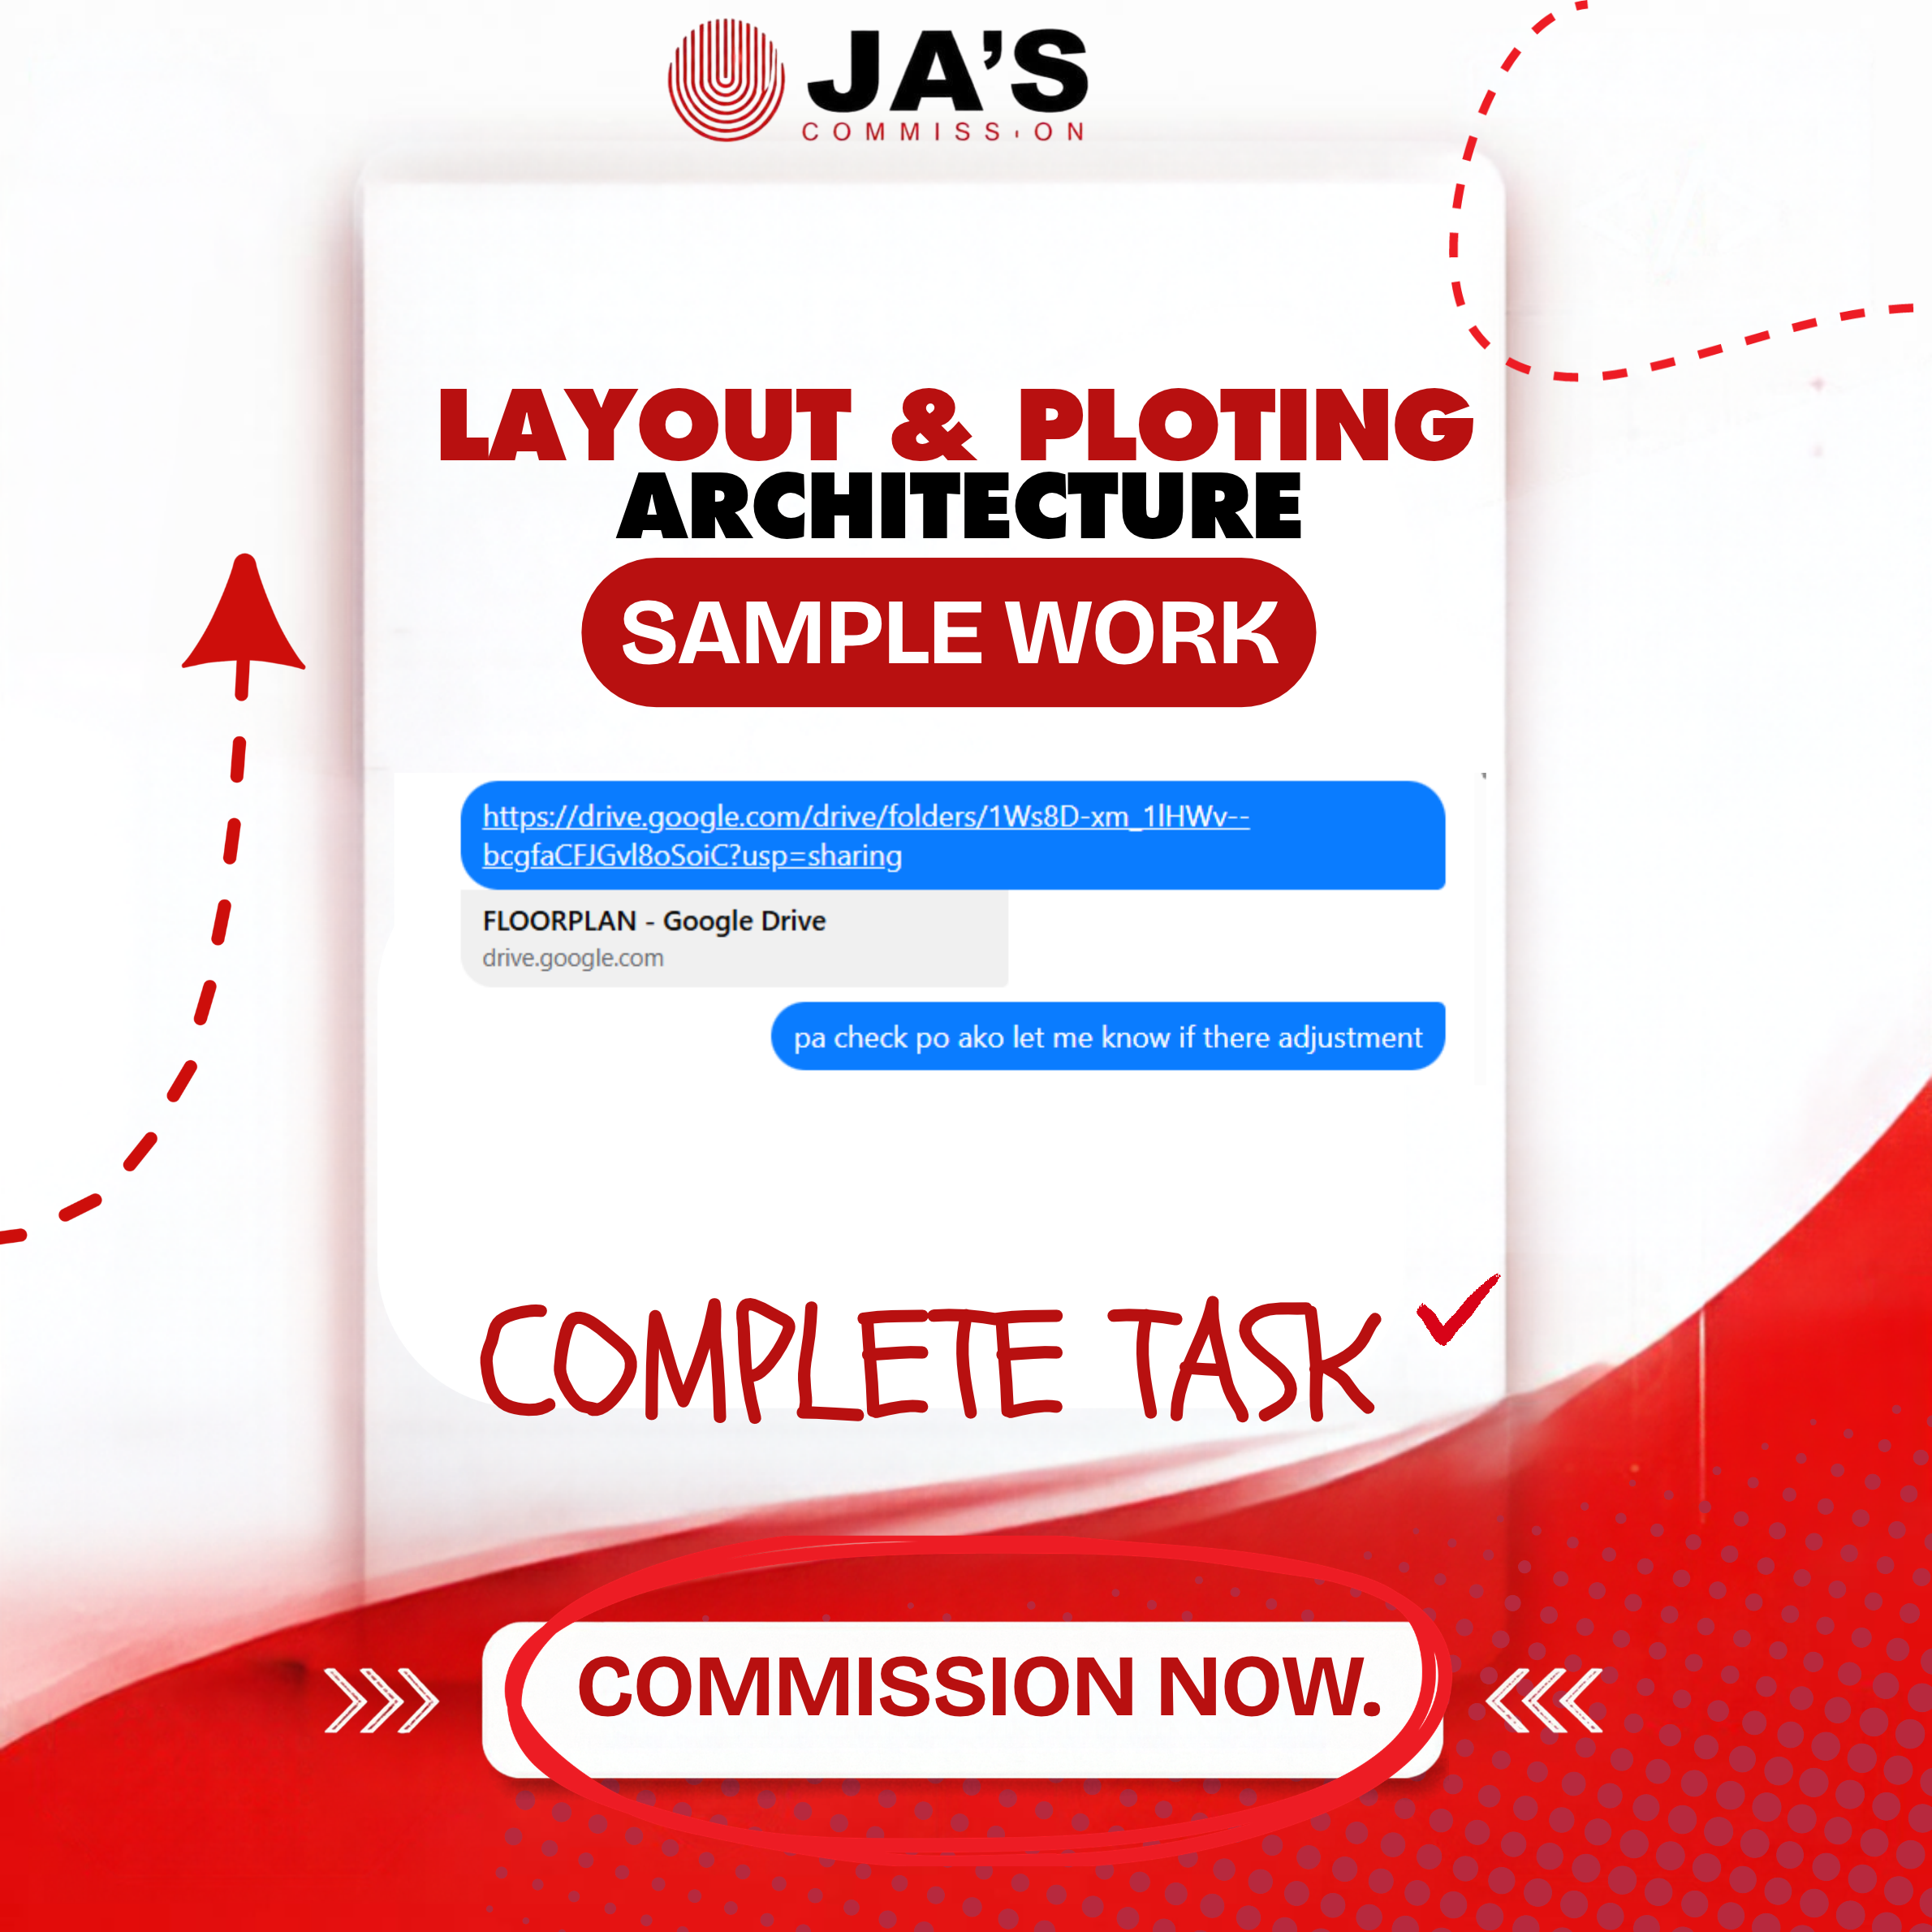 JA'S
COMMISSION
LAYOUT & PLOTING
ARCHITECTURE
SAMPLE WORK
https://drive.google.com/drive/folders/1Ws8D-xm_1lHWv--
bcgfaCFJGvl8oSoiC?usp=sharing
FLOORPLAN - Google Drive
drive.google.com
pa check po ako let me know if there adjustment
COMPLETE TASK
COMMISSION NOW.